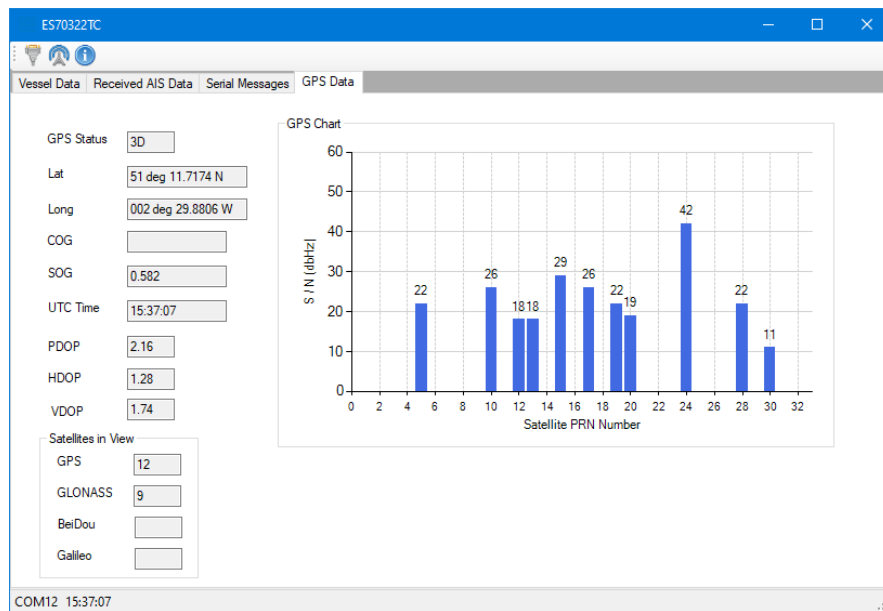 ES70322TC
Vessel Data Received AIS Data Serial Messages GPS Data
GPS Status 3D
Lat 51 deg 11.7174 N
Long 002 deg 29.8806 W
COG
SOG 0.582
UTC Time 15:37:07
PDOP 2.16
HDOP 1.28
VDOP 1.74
Satellites in View
GPS 12
GLONASS 9
BeiDou
Galileo
GPS Chart
S / N (dbHz)
60
50
40
30
20
10
0
22 26 18 18 29 26 22 19 42 22 11
0 2 4 6 8 10 12 14 16 18 20 22 24 26 28 30 32
Satellite PRN Number
COM12 15:37:07